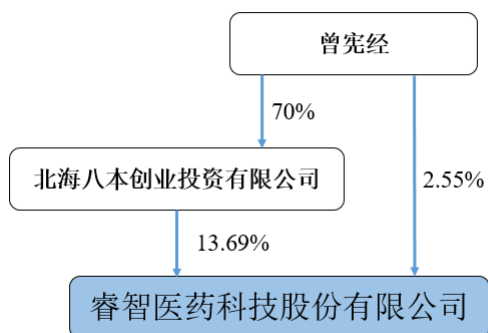 曾宪经
70%
北海八本创业投资有限公司
2.55%
13.69%
睿智医药科技股份有限公司